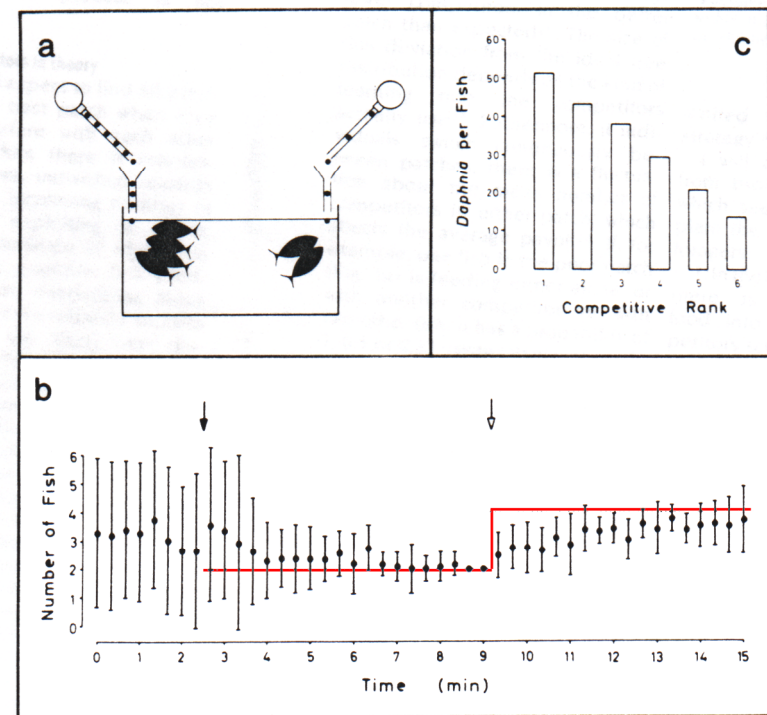 a
c
60
50
40
30
20
10
0
Daphnia per Fish
1 2 3 4 5 6
Competitive Rank
b
6
5
4
3
2
1
0
Number of Fish
0 1 2 3 4 5 6 7 8 9 10 11 12 13 14 15
Time (min)